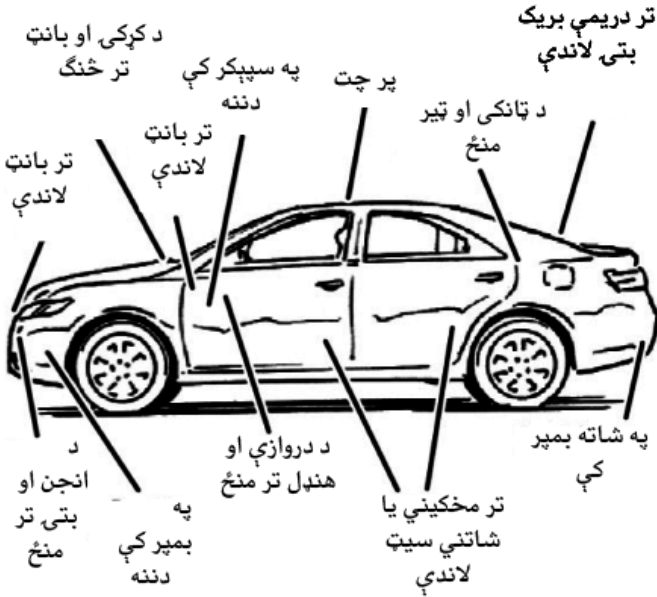 تر دریمې بریک
بتۍ لاندې
د کړکۍ او بانټ
تر څنګ
په سپېکر کې
دننه
پر چت
د ټانکی او ټیر
منځ
تر بانټ
لاندې
تر بانټ
لاندې
په شاته بمپر
کې
د دروازې او
هنډل تر منځ
تر مخکیني یا
شاتني سیټ
لاندې
د
انجن او
بتۍ تر
منځ
په
بمپر کې
دننه